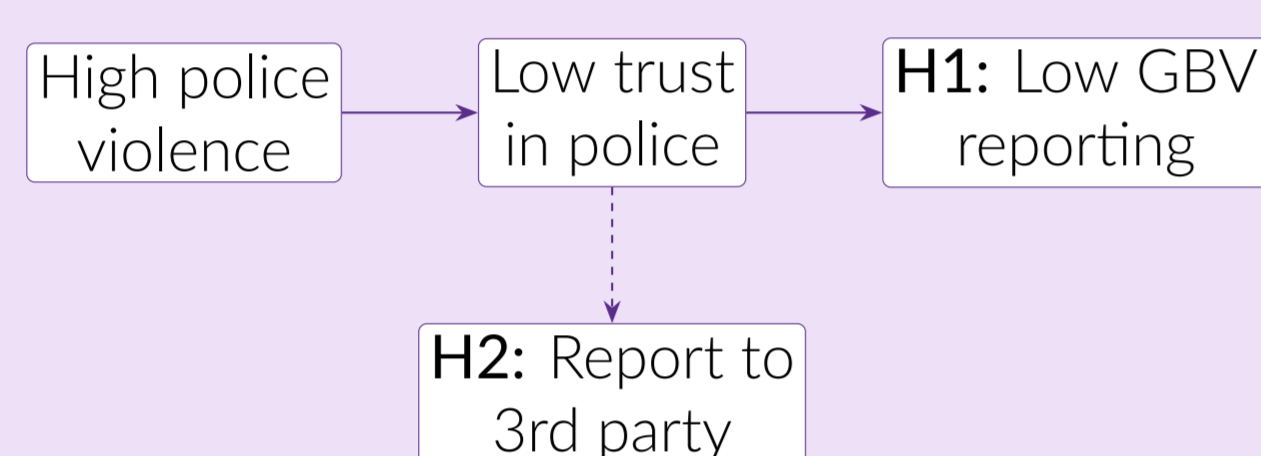 High police
violence
Low trust
in police
H1: Low GBV
reporting
H2: Report to
3rd party